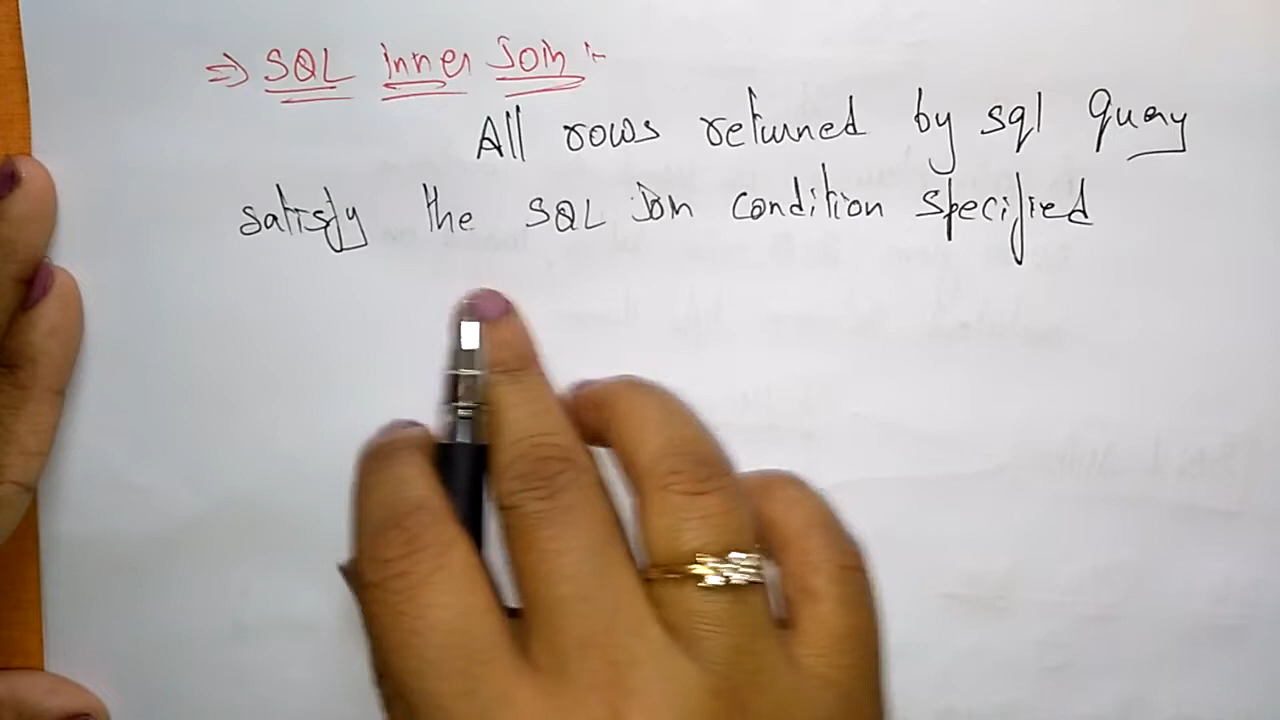 ⇒ SQL inner Join :-
All rows returned by sql Query
satisfy the SQL Join condition specified